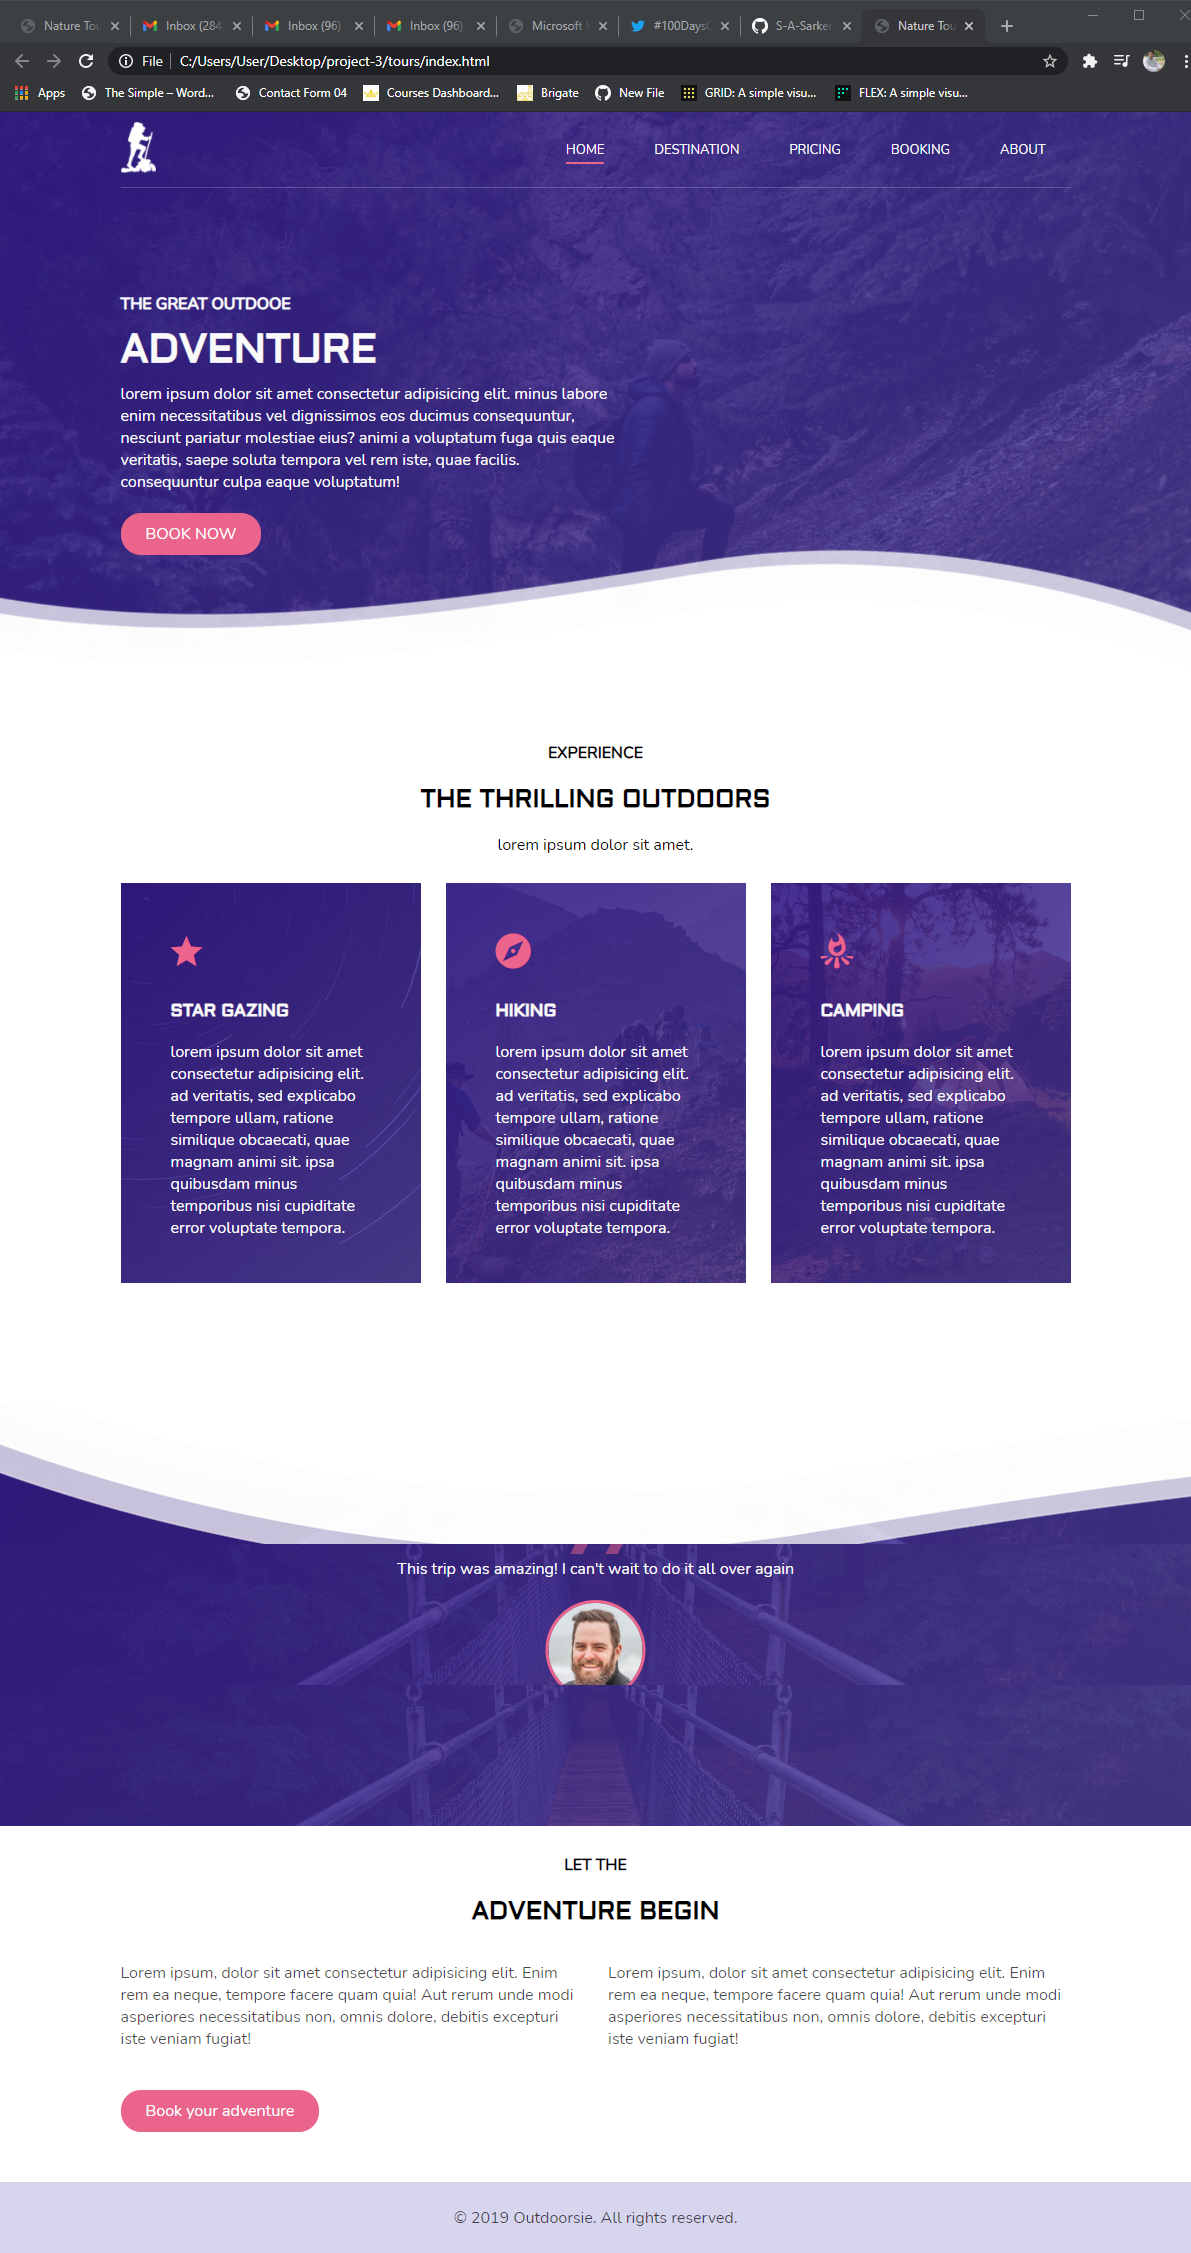 Nature Tou
Inbox (284
Inbox (96)
Inbox (96)
Microsoft
#100DaysO
S-A-Sarker
Nature Tou
File
C:/Users/User/Desktop/project-3/tours/index.html
Apps
The Simple – Word...
Contact Form 04
Courses Dashboard...
Brigate
New File
GRID: A simple visu...
FLEX: A simple visu...
HOME
DESTINATION
PRICING
BOOKING
ABOUT
THE GREAT OUTDOOE
ADVENTURE
lorem ipsum dolor sit amet consectetur adipisicing elit. minus labore
enim necessitatibus vel dignissimos eos ducimus consequuntur,
nesciunt pariatur molestiae eius? animi a voluptatum fuga quis eaque
veritatis, saepe soluta tempora vel rem iste, quae facilis.
consequuntur culpa eaque voluptatum!
BOOK NOW
EXPERIENCE
THE THRILLING OUTDOORS
lorem ipsum dolor sit amet.
STAR GAZING
lorem ipsum dolor sit amet
consectetur adipisicing elit.
ad veritatis, sed explicabo
tempore ullam, ratione
similique obcaecati, quae
magnam animi sit. ipsa
quibusdam minus
temporibus nisi cupiditate
error voluptate tempora.
HIKING
lorem ipsum dolor sit amet
consectetur adipisicing elit.
ad veritatis, sed explicabo
tempore ullam, ratione
similique obcaecati, quae
magnam animi sit. ipsa
quibusdam minus
temporibus nisi cupiditate
error voluptate tempora.
CAMPING
lorem ipsum dolor sit amet
consectetur adipisicing elit.
ad veritatis, sed explicabo
tempore ullam, ratione
similique obcaecati, quae
magnam animi sit. ipsa
quibusdam minus
temporibus nisi cupiditate
error voluptate tempora.
This trip was amazing! I can't wait to do it all over again
LET THE
ADVENTURE BEGIN
Lorem ipsum, dolor sit amet consectetur adipisicing elit. Enim
rem ea neque, tempore facere quam quia! Aut rerum unde modi
asperiores necessitatibus non, omnis dolore, debitis excepturi
iste veniam fugiat!
Lorem ipsum, dolor sit amet consectetur adipisicing elit. Enim
rem ea neque, tempore facere quam quia! Aut rerum unde modi
asperiores necessitatibus non, omnis dolore, debitis excepturi
iste veniam fugiat!
Book your adventure
© 2019 Outdoorsie. All rights reserved.